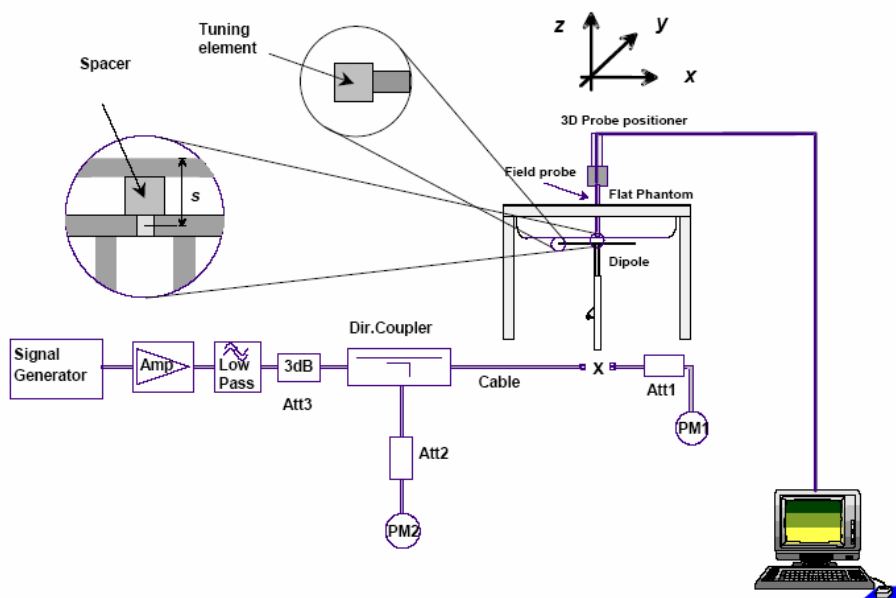 Tuning
element
z
y
x
Spacer
3D Probe positioner
s
Field probe
Flat Phantom
Dipole
Dir.Coupler
Signal
Generator
Amp
Low
Pass
3dB
Att3
Cable
X
Att1
PM1
Att2
PM2